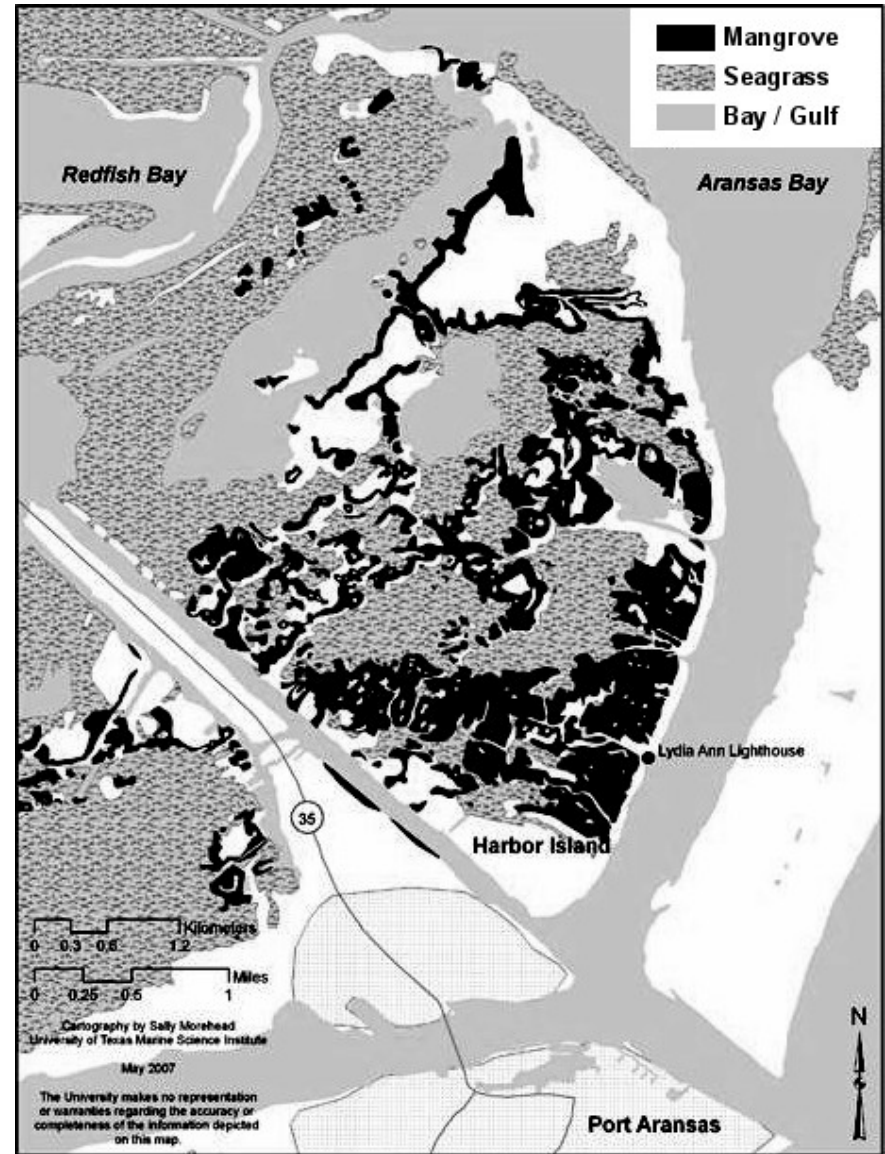 Mangrove
Seagrass
Bay / Gulf
Redfish Bay
Aransas Bay
Lydia Ann Lighthouse
35
Harbor Island
Kilometers
0 0.3 0.6 1.2
Miles
0 0.25 0.5 1
Cartography by Sally Morehead
University of Texas Marine Science Institute
May 2007
The University makes no representation
or warranties regarding the accuracy or
completeness of the information depicted
on this map.
N
Port Aransas